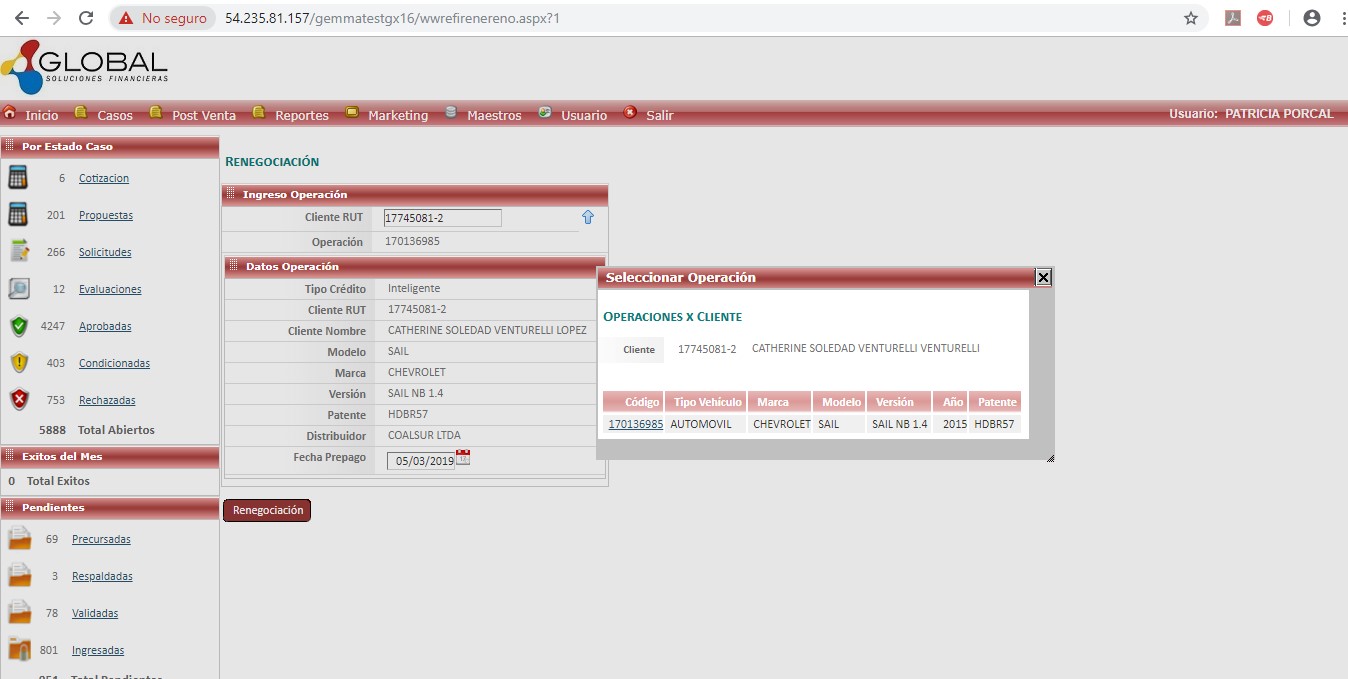 No seguro 54.235.81.157/gemmatestgx16/wwrefirenereno.aspx?1
GLOBAL
SOLUCIONES FINANCIERAS
Inicio Casos Post Venta Reportes Marketing Maestros Usuario Salir Usuario: PATRICIA PORCAL
Por Estado Caso
6 Cotizacion
201 Propuestas
266 Solicitudes
12 Evaluaciones
4247 Aprobadas
403 Condicionadas
753 Rechazadas
5888 Total Abiertos
Exitos del Mes
0 Total Exitos
Pendientes
69 Precursadas
3 Respaldadas
78 Validadas
801 Ingresadas
951 Total Pendientes
RENEGOCIACIÓN
Ingreso Operación
Cliente RUT 17745081-2
Operación 170136985
Datos Operación
Tipo Crédito Inteligente
Cliente RUT 17745081-2
Cliente Nombre CATHERINE SOLEDAD VENTURELLI LOPEZ
Modelo SAIL
Marca CHEVROLET
Versión SAIL NB 1.4
Patente HDBR57
Distribuidor COALSUR LTDA
Fecha Prepago 05/03/2019
Renegociación
Seleccionar Operación
OPERACIONES X CLIENTE
Cliente 17745081-2 CATHERINE SOLEDAD VENTURELLI VENTURELLI
Código Tipo Vehículo Marca Modelo Versión Año Patente
170136985 AUTOMOVIL CHEVROLET SAIL SAIL NB 1.4 2015 HDBR57